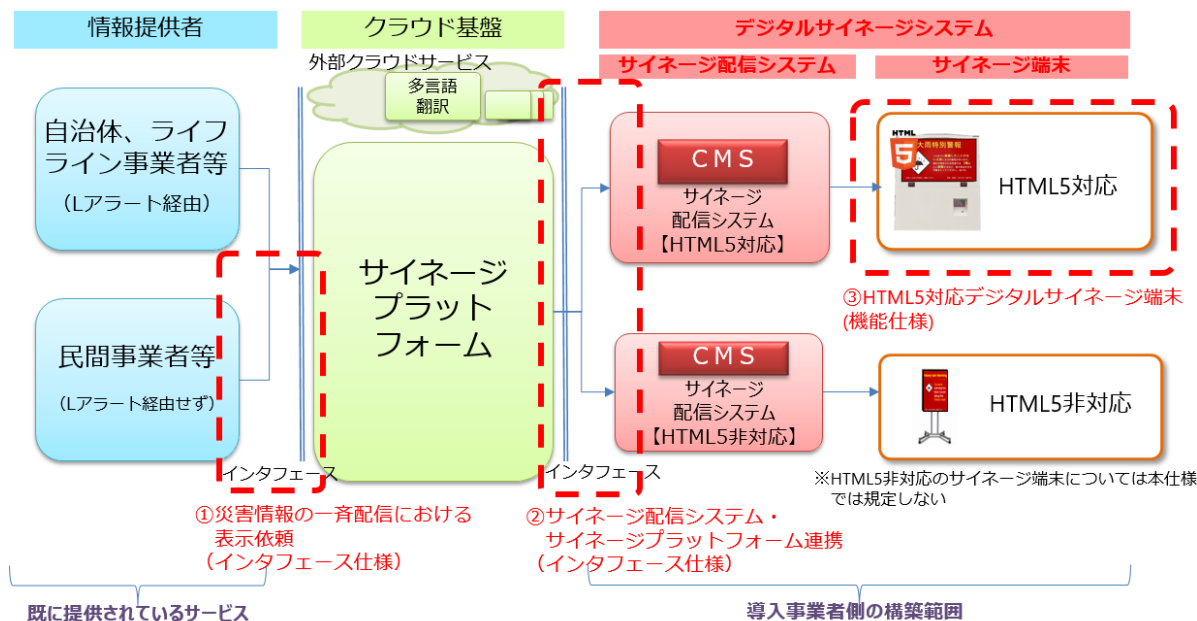 情報提供者
クラウド基盤
デジタルサイネージシステム
サイネージ配信システム
サイネージ端末
外部クラウドサービス
多言語
翻訳
自治体、ライフ
ライン事業者等
（Lアラート経由）
民間事業者等
（Lアラート経由せず）
インタフェース
サイネージ
プラット
フォーム
インタフェース
CMS
サイネージ
配信システム
【HTML5対応】
CMS
サイネージ
配信システム
【HTML5非対応】
HTML
5
大雨特別警報
HTML5対応
③HTML5対応デジタルサイネージ端末
(機能仕様)
HTML5非対応
※HTML5非対応のサイネージ端末については本仕様
では規定しない
①災害情報の一斉配信における
表示依頼
（インタフェース仕様）
②サイネージ配信システム・
サイネージプラットフォーム連携
（インタフェース仕様）
既に提供されているサービス
導入事業者側の構築範囲